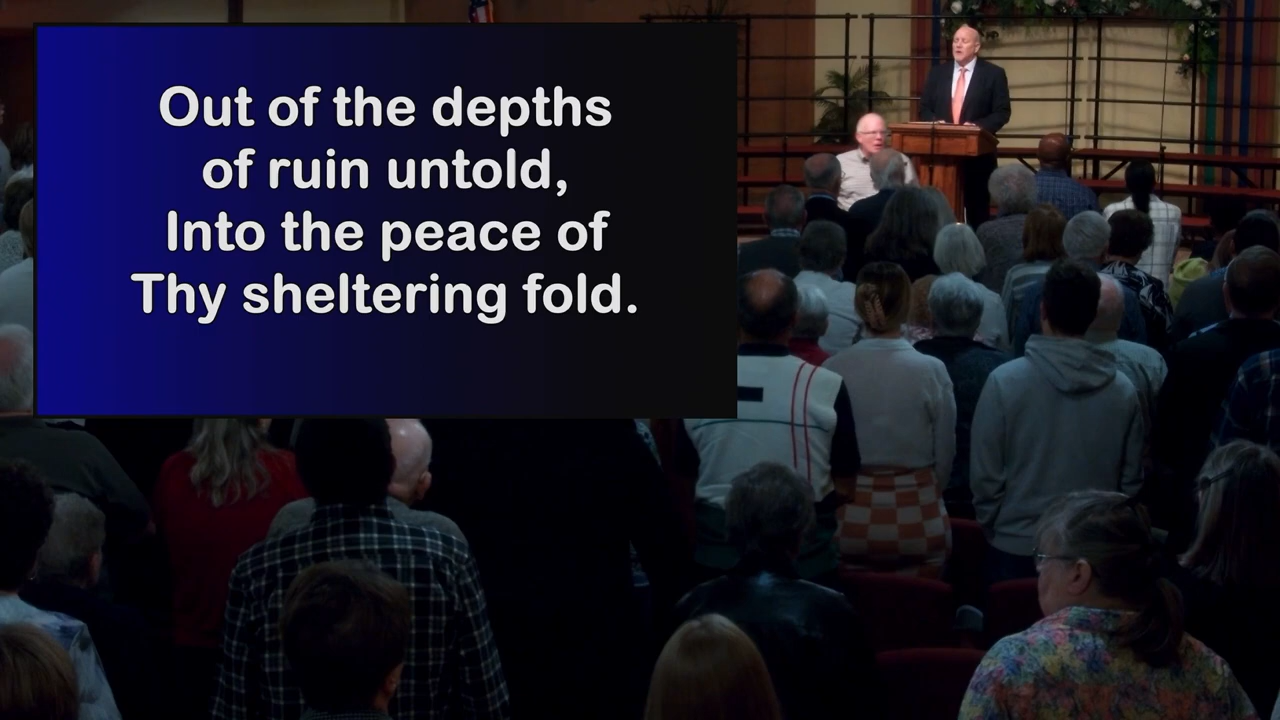 Out of the depths
of ruin untold,
Into the peace of
Thy sheltering fold.